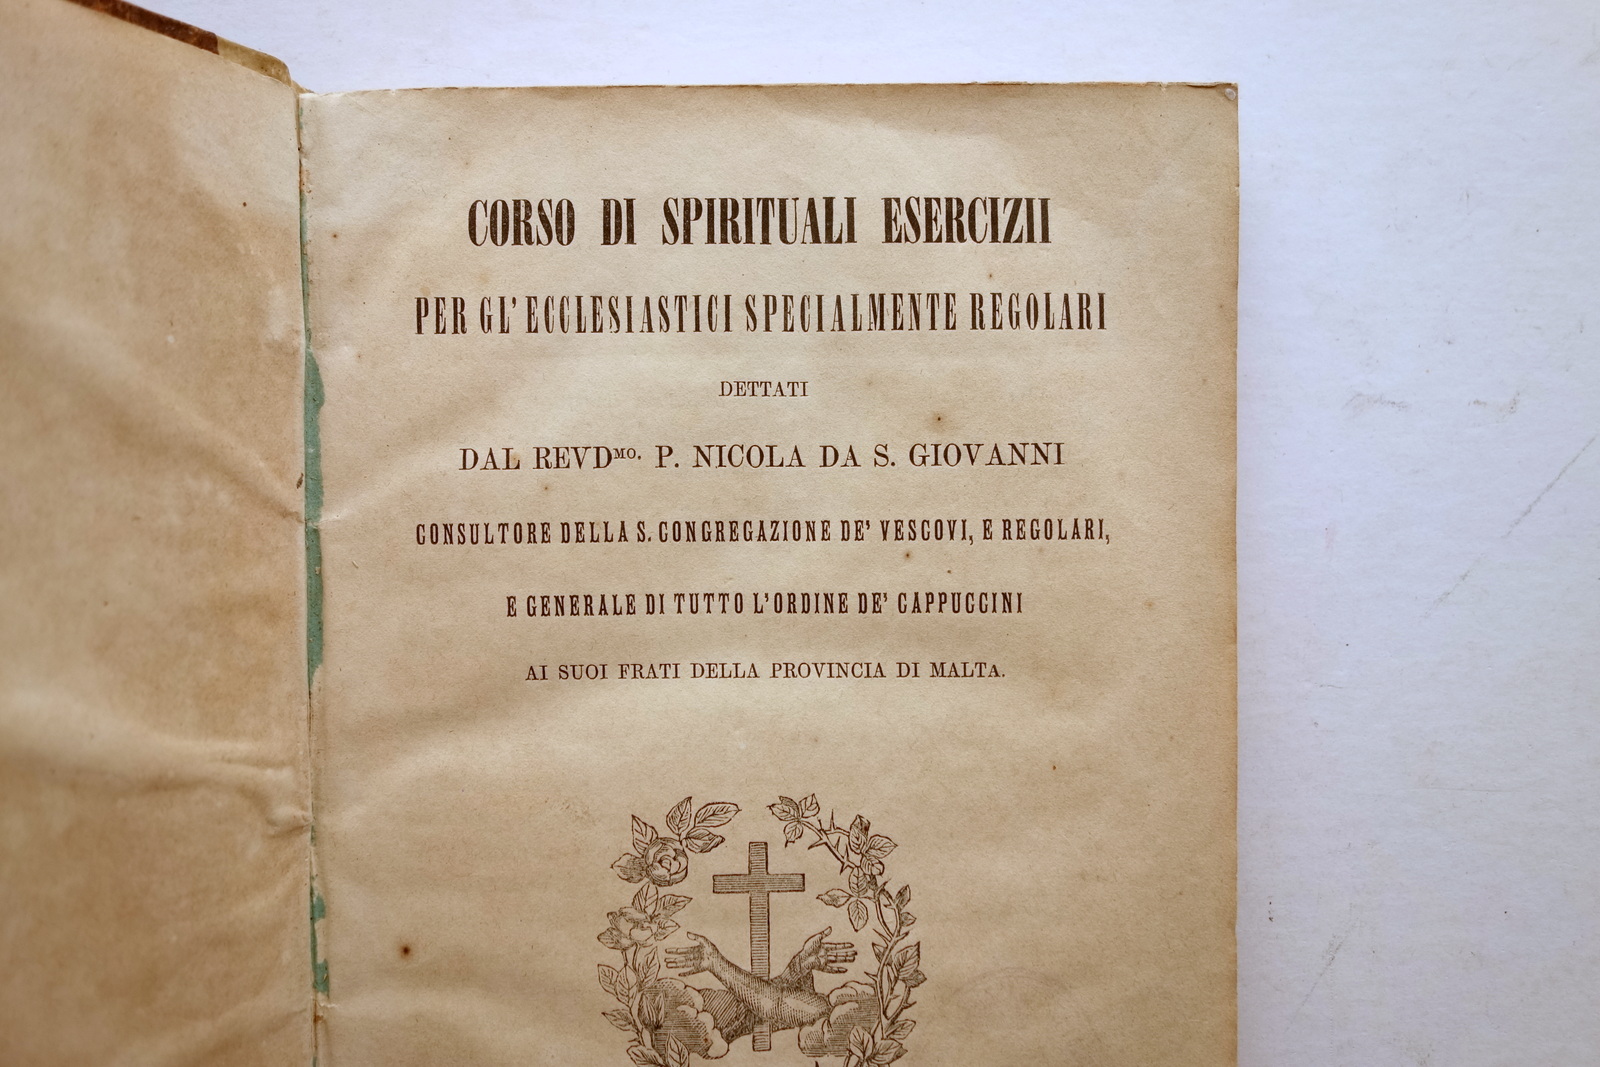 CORSO DI SPIRITUALI ESERCIZII
PER GL' ECCLESIASTICI SPECIALMENTE REGOLARI
DETTATI
DAL REVDMO. P. NICOLA DA S. GIOVANNI
CONSULTORE DELLA S. CONGREGAZIONE DE' VESCOVI, E REGOLARI,
E GENERALE DI TUTTO L'ORDINE DE' CAPPUCCINI
AI SUOI FRATI DELLA PROVINCIA DI MALTA.